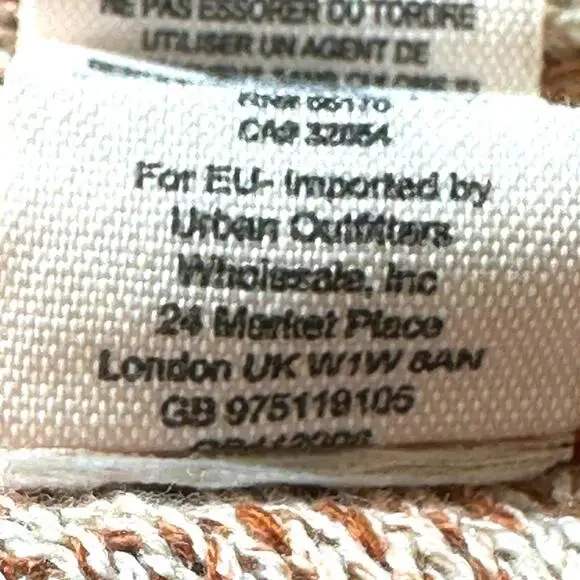 NE PAS ESSORER OU TORDRE
UTILISER UN AGENT DE
CA# 32054
For EU- Imported by
Urban Outfitters
Wholesale, Inc
24 Market Place
London UK W1W 8AN
GB 975119105